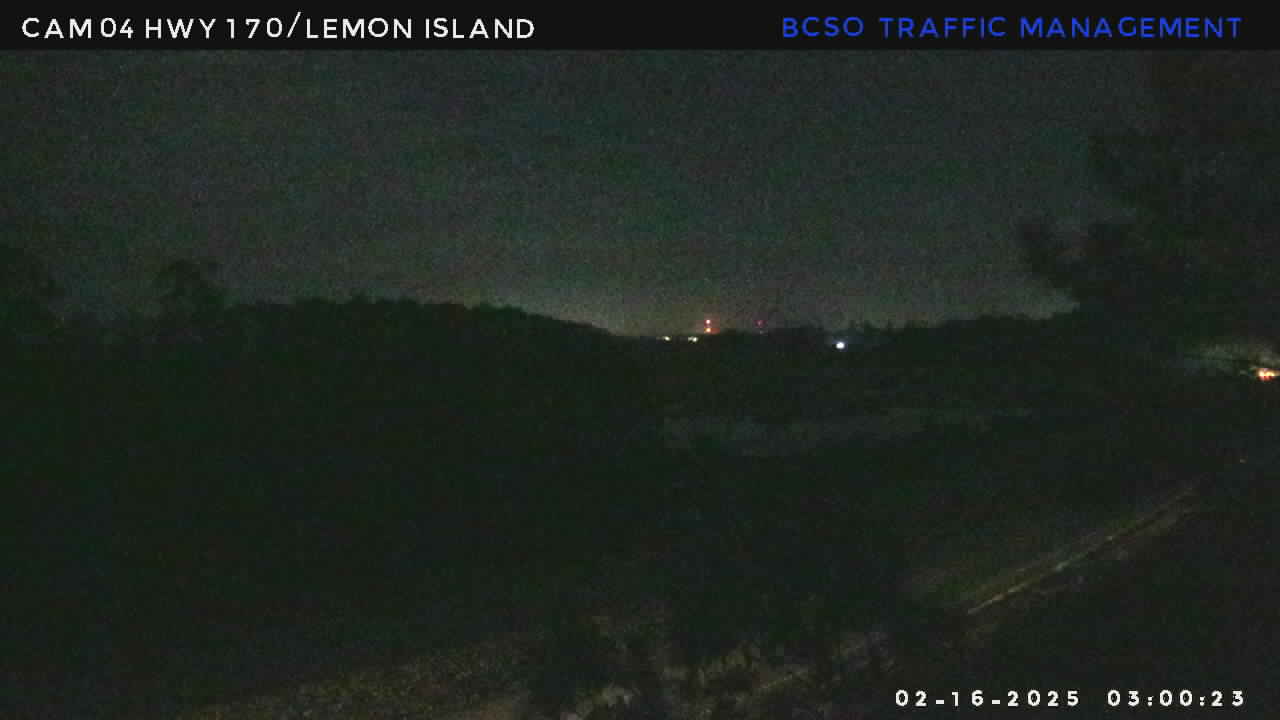 CAM04 HWY 170/LEMON ISLAND
BCSO TRAFFIC MANAGEMENT
02-16-2025 03:00:23